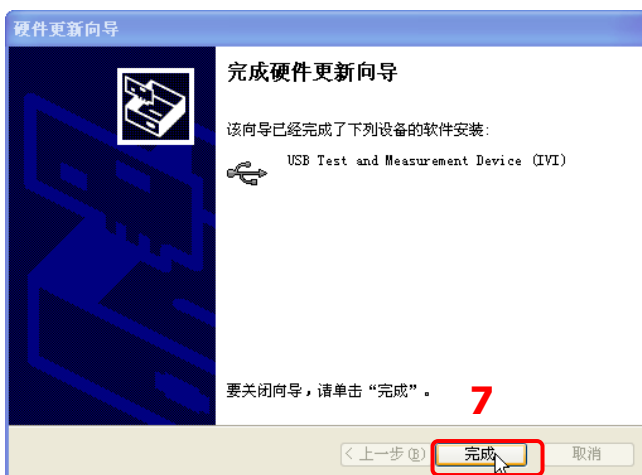 硬件更新向导
完成硬件更新向导
该向导已经完成了下列设备的软件安装:
USB Test and Measurement Device (IVI)
要关闭向导,请单击“完成”。
7
<上一步(B) 完成 取消